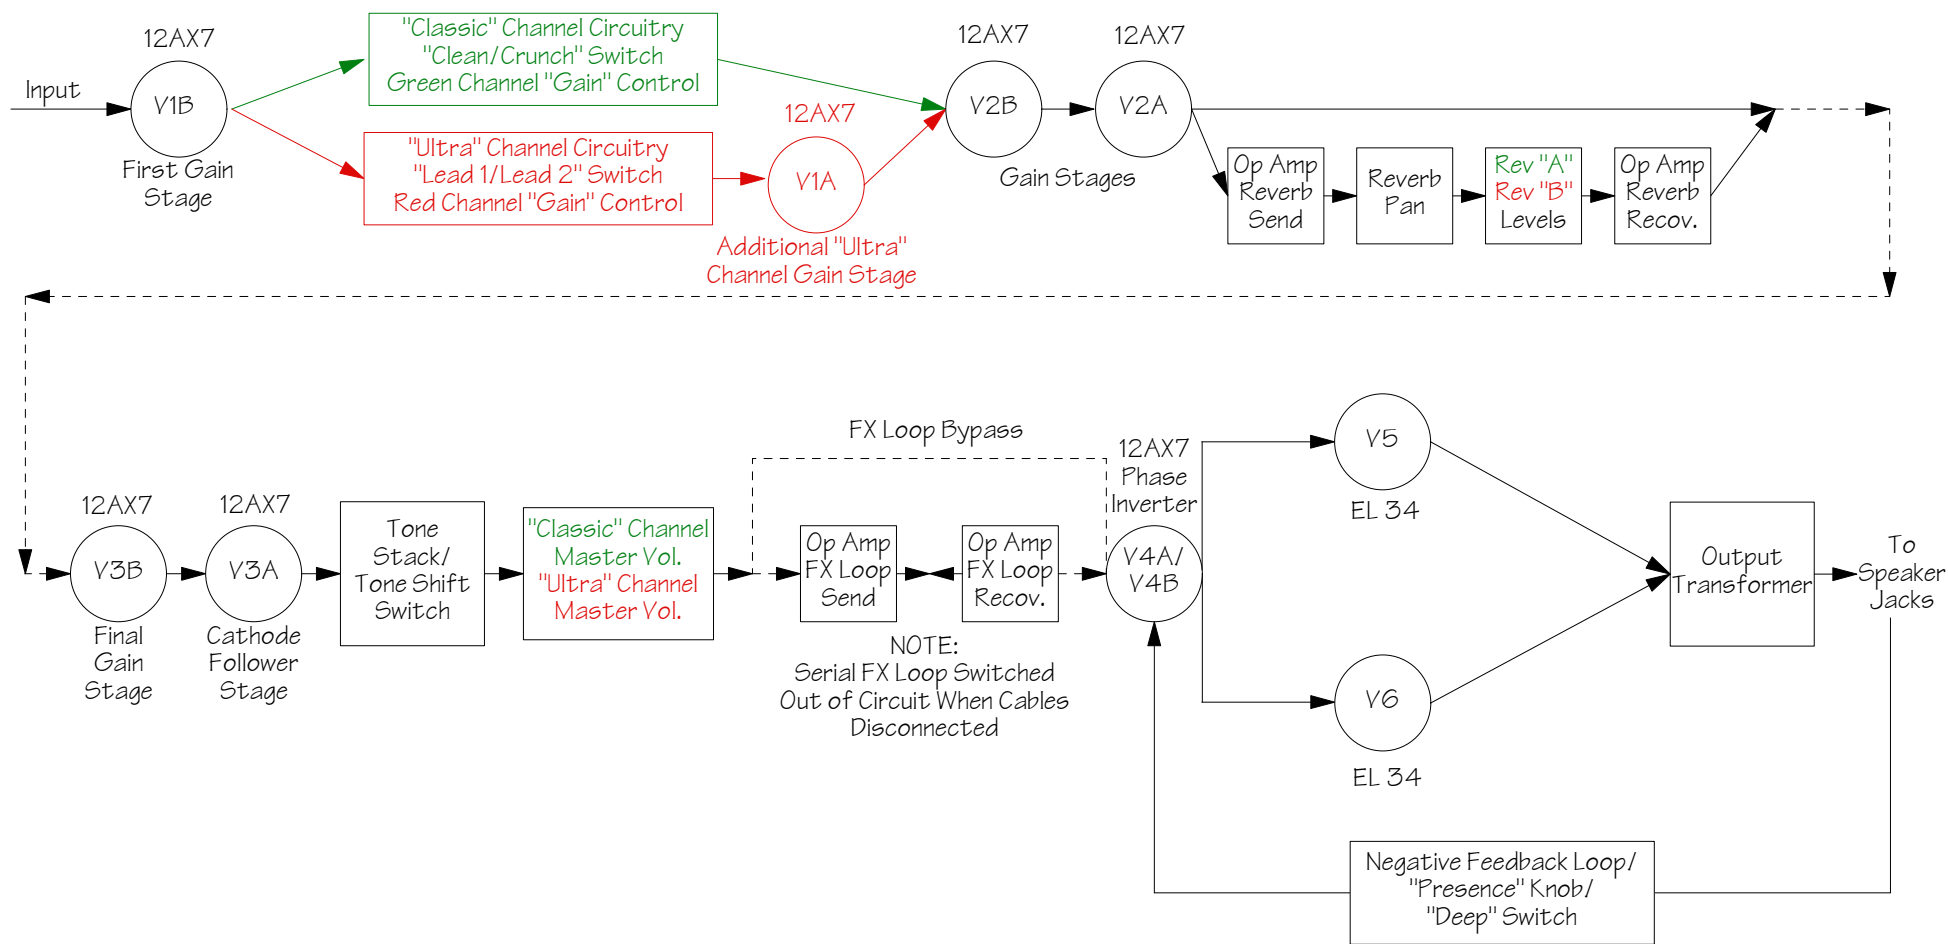 12AX7
"Classic" Channel Circuitry
"Clean/Crunch" Switch
Green Channel "Gain" Control
12AX7
12AX7
Input
V1B
First Gain
Stage
"Ultra" Channel Circuitry
"Lead 1/Lead 2" Switch
Red Channel "Gain" Control
12AX7
V1A
Additional "Ultra"
Channel Gain Stage
V2B
V2A
Gain Stages
Op Amp
Reverb
Send
Reverb
Pan
Rev "A"
Rev "B"
Levels
Op Amp
Reverb
Recov.
12AX7
V3B
Final
Gain
Stage
12AX7
V3A
Cathode
Follower
Stage
Tone
Stack/
Tone Shift
Switch
"Classic" Channel
Master Vol.
"Ultra" Channel
Master Vol.
FX Loop Bypass
Op Amp
FX Loop
Send
Op Amp
FX Loop
Recov.
NOTE:
Serial FX Loop Switched
Out of Circuit When Cables
Disconnected
12AX7
Phase
Inverter
V4A/
V4B
V5
EL 34
V6
EL 34
Output
Transformer
To
Speaker
Jacks
Negative Feedback Loop/
"Presence" Knob/
"Deep" Switch